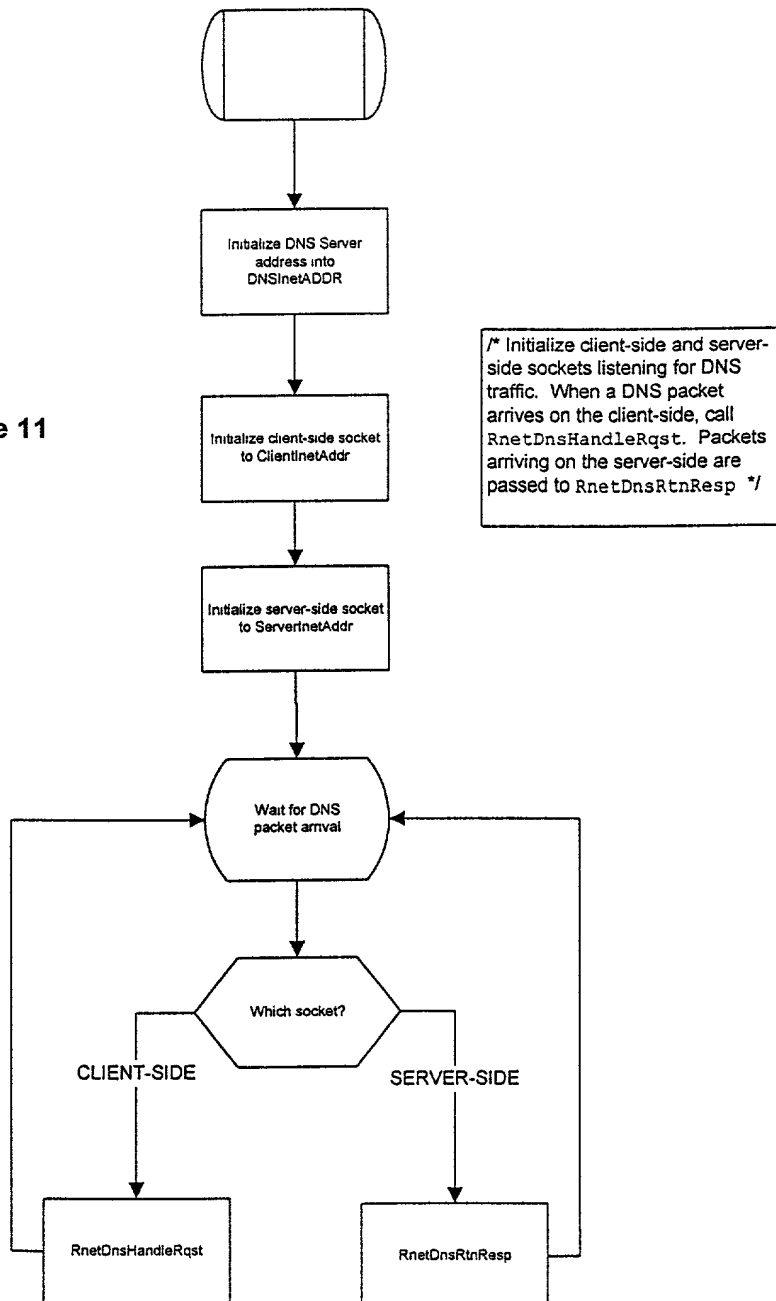 Initialize DNS Server
address into
DNSInetADDR
/* Initialize client-side and server-
side sockets listening for DNS
traffic. When a DNS packet
arrives on the client-side, call
RnetDnsHandleRqst. Packets
arriving on the server-side are
passed to RnetDnsRtnResp */
e 11
Initialize client-side socket
to ClientInetAddr
Initialize server-side socket
to ServerInetAddr
Wait for DNS
packet arrival
Which socket?
CLIENT-SIDE
SERVER-SIDE
RnetDnsHandleRqst
RnetDnsRtnResp